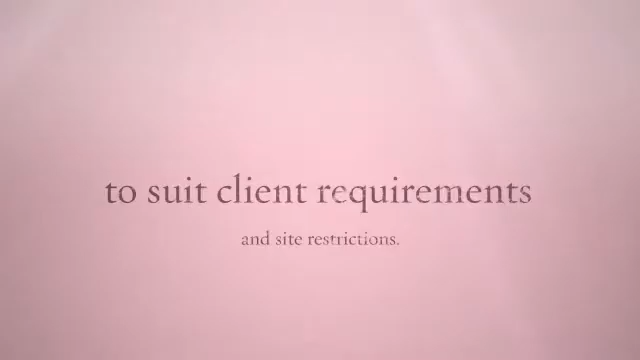 to suit client requirements
and site restrictions.